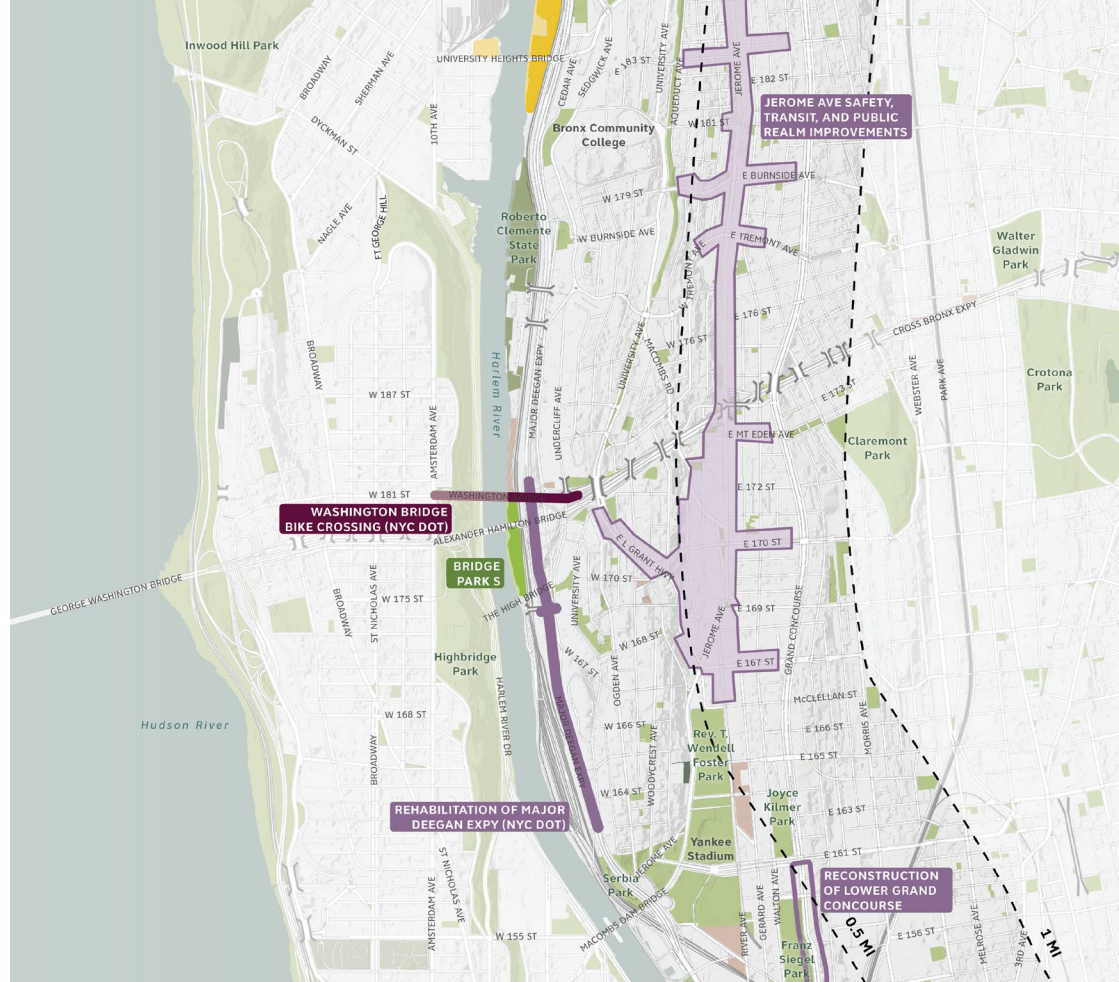 Inwood Hill Park
BROADWAY
SHERMAN AVE
DYCKMAN ST
10TH AVE
NAGLE AVE
FT GEORGE HILL
UNIVERSITY HEIGHTS BRIDGE
CEDAR AVE
SEDGWICK AVE
E 183 ST
UNIVERSITY AVE
AQUEDUCT AVE
JEROME AVE
E 182 ST
W 181 ST
JEROME AVE SAFETY,
TRANSIT, AND PUBLIC
REALM IMPROVEMENTS
Bronx Community
College
E BURNSIDE AVE
W 179 ST
Roberto
Clemente
State
Park
W BURNSIDE AVE
E TREMONT AVE
W TREMONT AVE
Walter
Gladwin
Park
E 176 ST
W 176 ST
CROSS BRONX EXPY
UNIVERSITY AVE
MACOMBS RD
BROADWAY
Harlem River
MAJOR DEEGAN EXPY
UNDERCLIFF AVE
W 187 ST
AMSTERDAM AVE
E 173 ST
WEBSTER AVE
PARK AVE
Crotona
Park
E MT EDEN AVE
Claremont
Park
E 172 ST
W 181 ST
WASHINGTON
WASHINGTON BRIDGE
BIKE CROSSING (NYC DOT)
ALEXANDER HAMILTON BRIDGE
E L GRANT HWY
E 170 ST
BRIDGE
PARK S
GEORGE WASHINGTON BRIDGE
W 175 ST
ST NICHOLAS AVE
BROADWAY
THE HIGH BRIDGE
UNIVERSITY AVE
W 170 ST
E 169 ST
JEROME AVE
GRAND CONCOURSE
W 168 ST
W 167 ST
E 167 ST
Highbridge
Park
OGDEN AVE
HARLEM RIVER DR
McCLELLAN ST
W 168 ST
Hudson River
BROADWAY
MAJOR DEEGAN EXPY
W 166 ST
WOODYCREST AVE
Rev. T.
Wendell
Foster
Park
E 166 ST
MORRIS AVE
E 165 ST
W 164 ST
Joyce
Kilmer
Park
E 163 ST
REHABILITATION OF MAJOR
DEEGAN EXPY (NYC DOT)
Yankee
Stadium
E 161 ST
JEROME AVE
ST NICHOLAS AVE
AMSTERDAM AVE
Serbia
Park
RECONSTRUCTION
OF LOWER GRAND
CONCOURSE
MACOMBS DAM BRIDGE
W 155 ST
RIVER AVE
GERARD AVE
WALTON AVE
Franz
Siegel
Park
0.5 MI
E 156 ST
MELROSE AVE
3RD AVE
1 MI